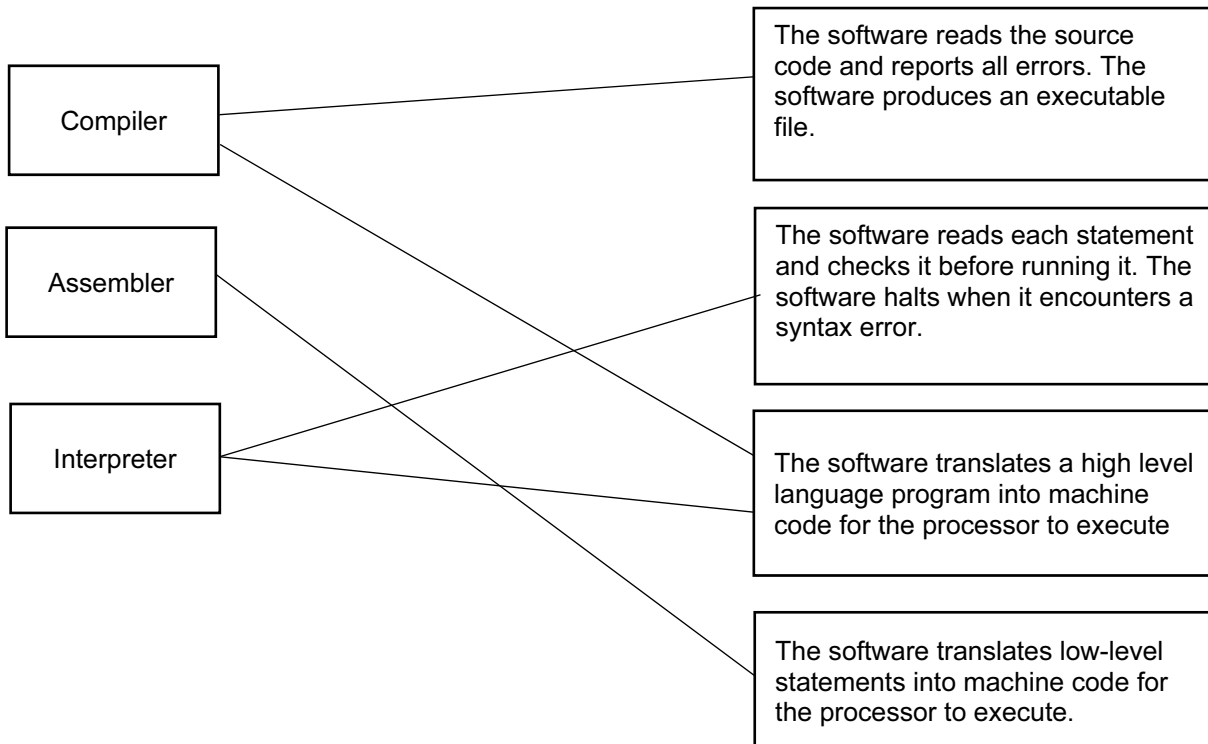 Compiler
Assembler
Interpreter
The software reads the source
code and reports all errors. The
software produces an executable
file.
The software reads each statement
and checks it before running it. The
software halts when it encounters a
syntax error.
The software translates a high level
language program into machine
code for the processor to execute
The software translates low-level
statements into machine code for
the processor to execute.